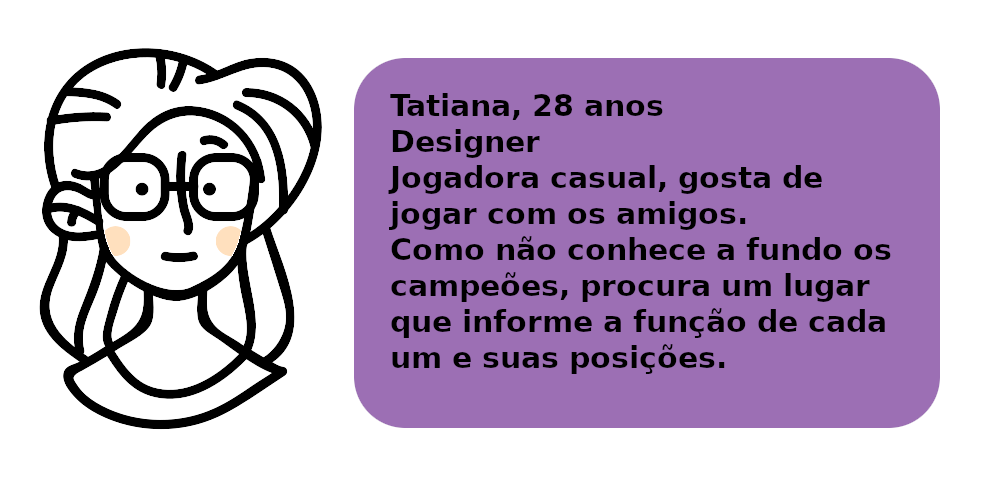 Tatiana, 28 anos
Designer
Jogadora casual, gosta de
jogar com os amigos.
Como não conhece a fundo os
campeões, procura um lugar
que informe a função de cada
um e suas posições.